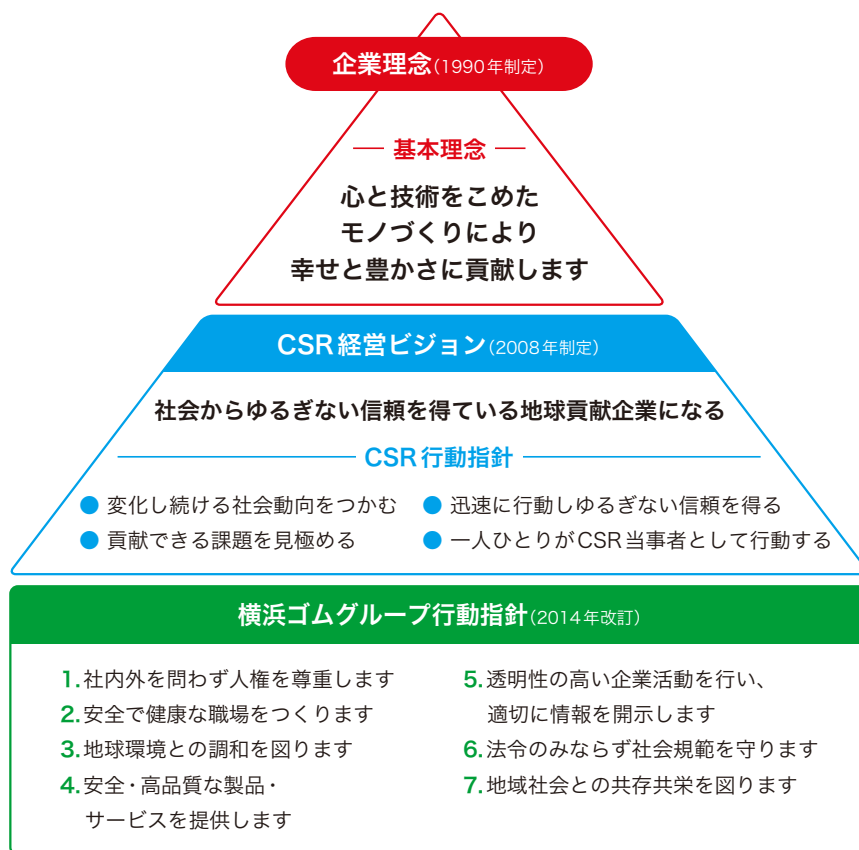 企業理念(1990年制定)
基本理念
心と技術をこめた
モノづくりにより
幸せと豊かさに貢献します
CSR経営ビジョン(2008年制定)
社会からゆるぎない信頼を得ている地球貢献企業になる
CSR行動指針
● 変化し続ける社会動向をつかむ
● 貢献できる課題を見極める
● 迅速に行動しゆるぎない信頼を得る
● 一人ひとりがCSR当事者として行動する
横浜ゴムグループ行動指針(2014年改訂)
1.社内外を問わず人権を尊重します
2.安全で健康な職場をつくります
3.地球環境との調和を図ります
4.安全・高品質な製品・
サービスを提供します
5.透明性の高い企業活動を行い、
適切に情報を開示します
6.法令のみならず社会規範を守ります
7.地域社会との共存共栄を図ります